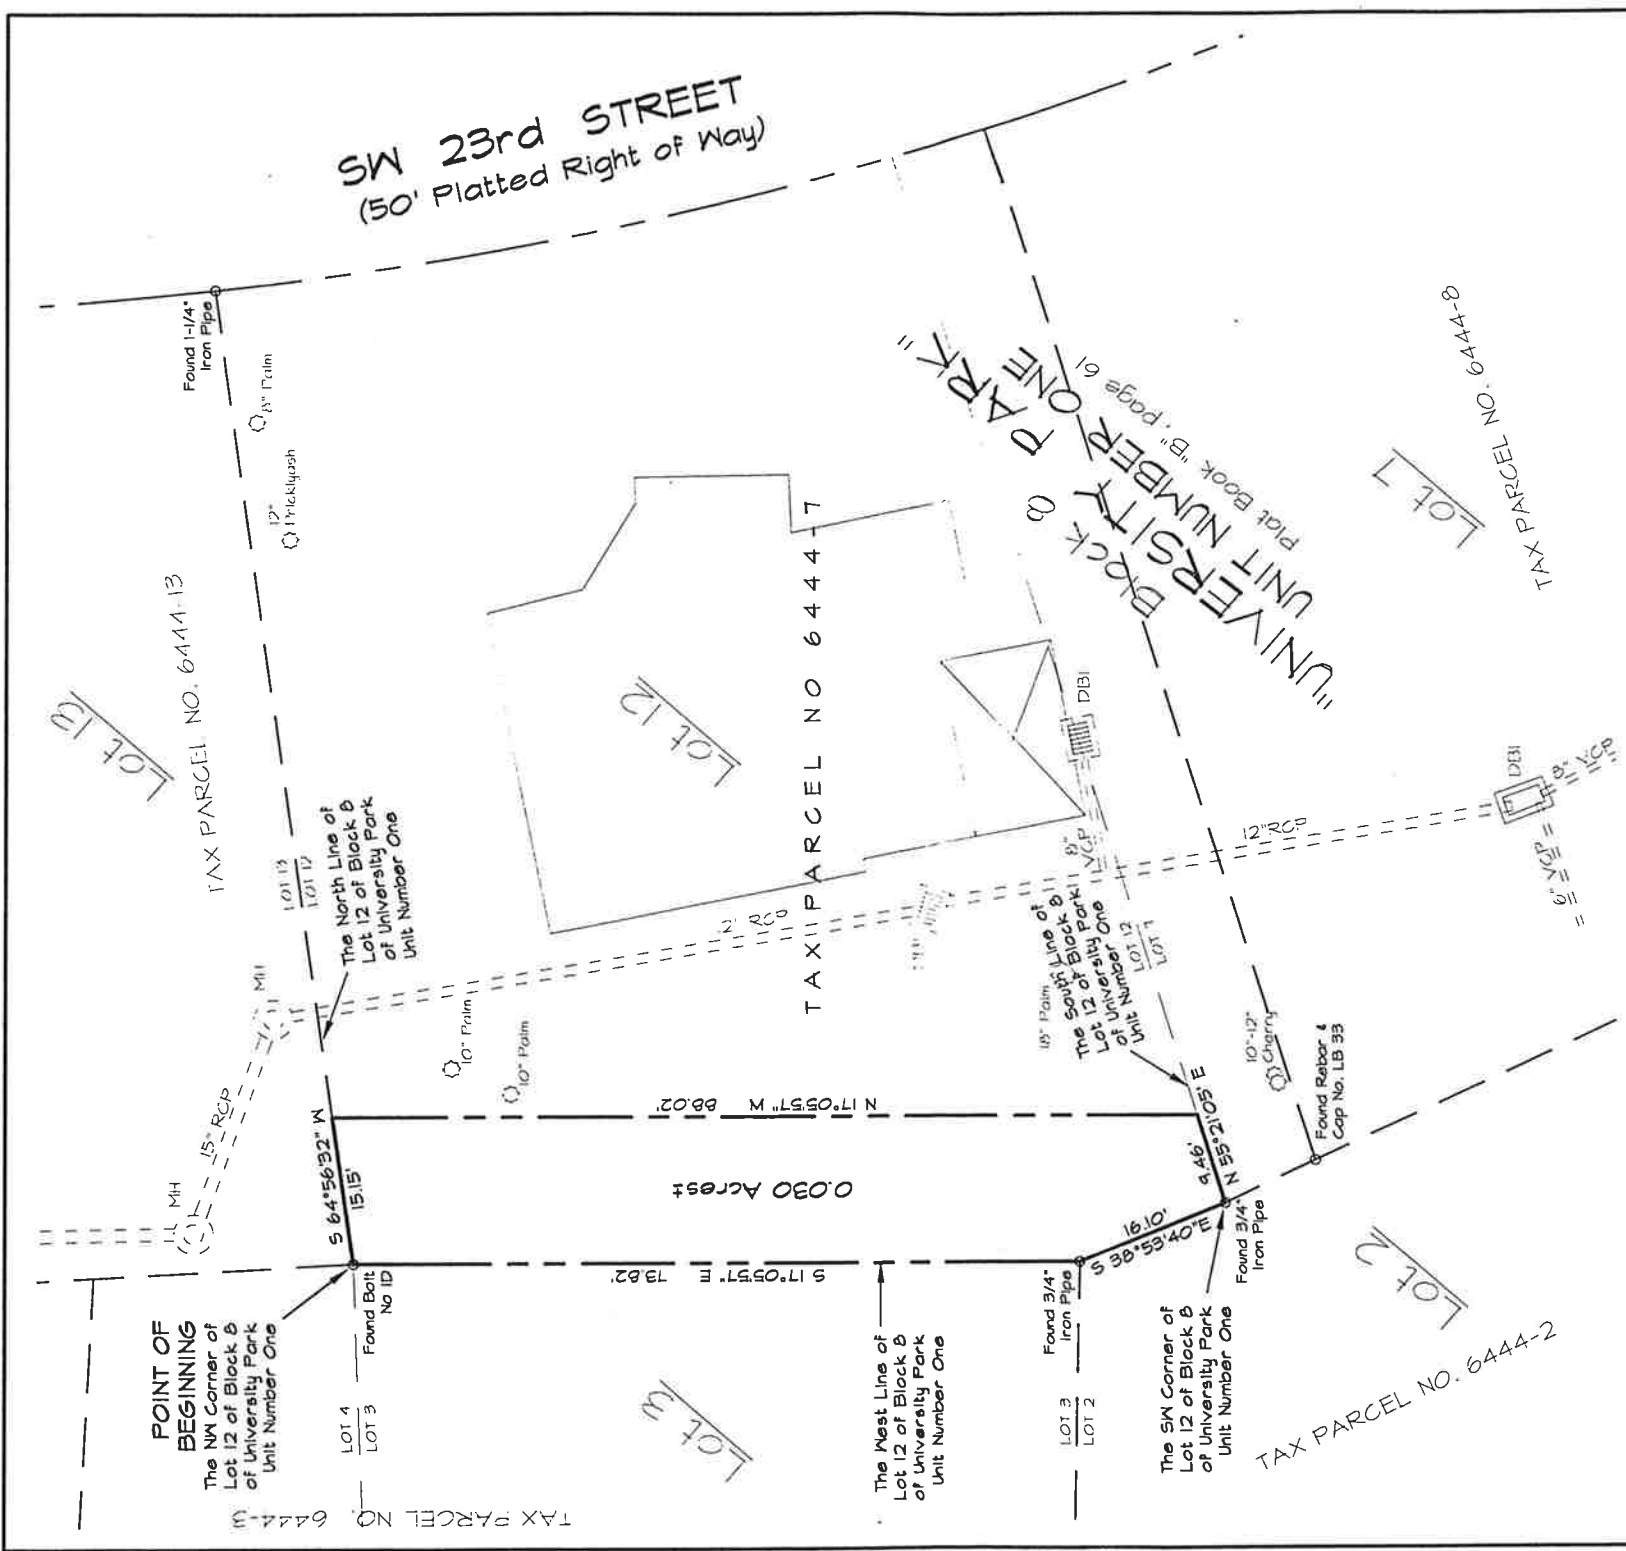 SW 23rd STREET
(50' Platted Right of Way)
Found 1-1/4"
Iron Pipe
8" Palm
12"
Pricklyash
TAX PARCEL NO. 6444-13
Lot 13
LOT 13
LOT 12
The North Line of
Lot 12 of Block 8
of University Park
Unit Number One
Lot 12
TAX PARCEL NO 6444-7
"UNIVERSITY PARK"
UNIT NUMBER ONE
Block 8
Plat Book "B", page 61
Lot 7
TAX PARCEL NO. 6444-8
DBI
DBI
8" VCP
6" VCP
12" RCP
8"
VCP
12" RCP
MH
15" RCP
MH
10" Palm
10" Palm
18" Palm
The South Line of
Lot 12 of Block 8
of University Park
Unit Number One
LOT 12
LOT 7
10"-12"
Cherry
Found Rebar &
Cap No. LB 33
S 64°56'32" W
15.15'
N 17°05'57" W 88.02'
0.030 Acres±
9.46'
N 55°21'05" E
16.10'
S 38°53'40" E
S 17°05'57" E 73.82'
Found 3/4"
Iron Pipe
Found 3/4"
Iron Pipe
Found Bolt
No ID
POINT OF
BEGINNING
The NW Corner of
Lot 12 of Block 8
of University Park
Unit Number One
LOT 4
LOT 3
TAX PARCEL NO. 6444-3
Lot 3
The West Line of
Lot 12 of Block 8
of University Park
Unit Number One
LOT 3
LOT 2
The SW Corner of
Lot 12 of Block 8
of University Park
Unit Number One
Lot 2
TAX PARCEL NO. 6444-2